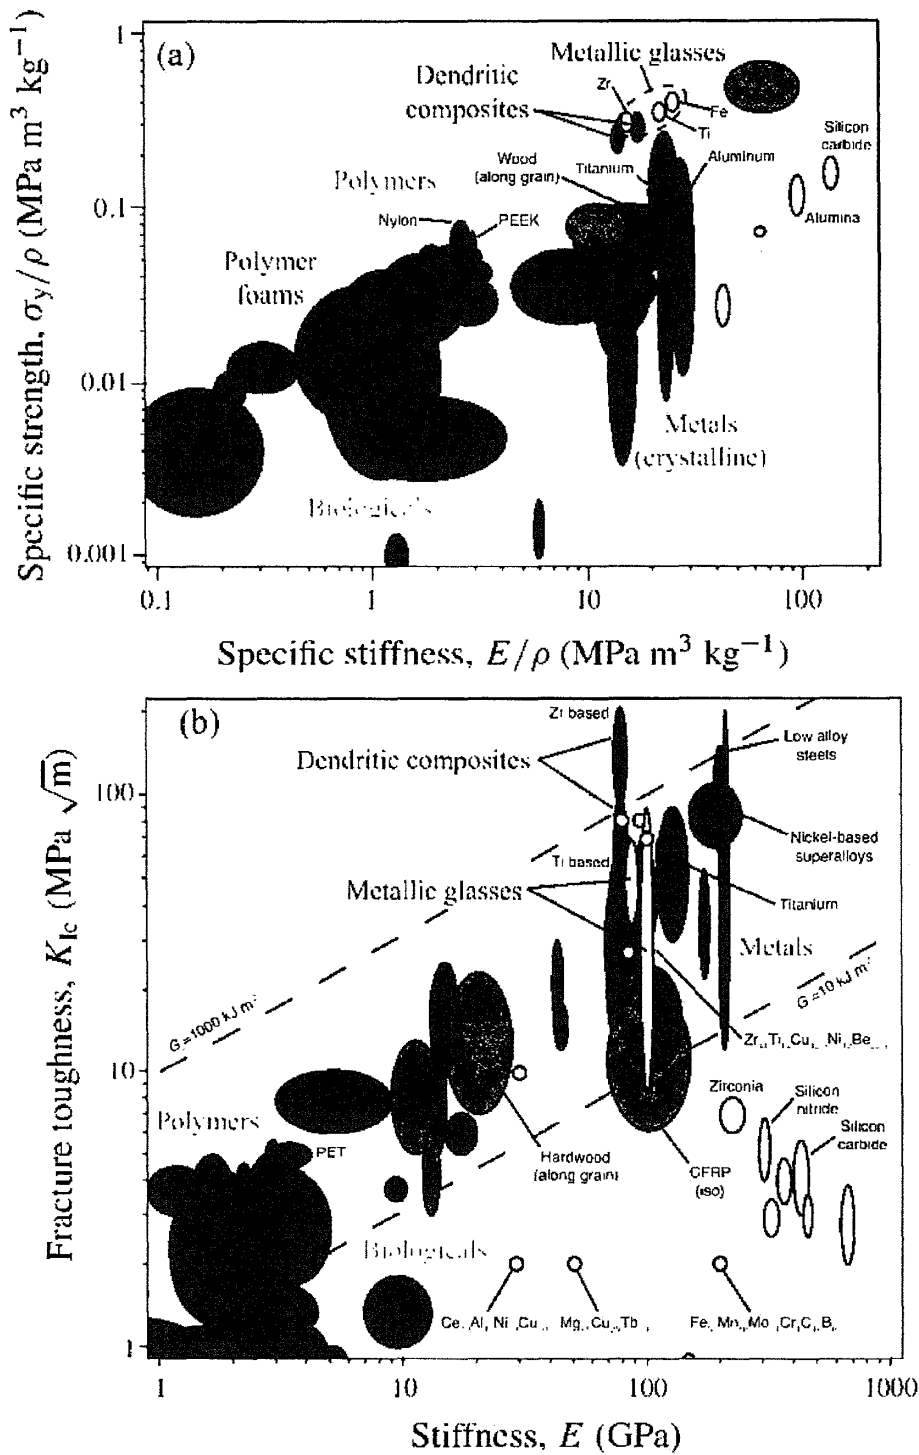 (a)
Specific strength, σy/ρ (MPa m³ kg⁻¹)
1
0.1
0.01
0.001
Metallic glasses
Dendritic
composites
Zr
Fe
Ti
Silicon
carbide
Wood
(along grain)
Titanium
Aluminum
Alumina
Polymers
Nylon
PEEK
Polymer
foams
Metals
(crystalline)
Biologicals
0.1
1
10
100
Specific stiffness, E/ρ (MPa m³ kg⁻¹)
(b)
Fracture toughness, KIc (MPa √m)
100
10
1
Zr based
Dendritic composites
Low alloy
steels
Nickel-based
superalloys
Ti based
Metallic glasses
Titanium
Metals
Zirconia
Silicon
nitride
Silicon
carbide
Polymers
PET
Hardwood
(along grain)
CFRP
(iso)
Biologicals
1
10
100
1000
Stiffness, E (GPa)